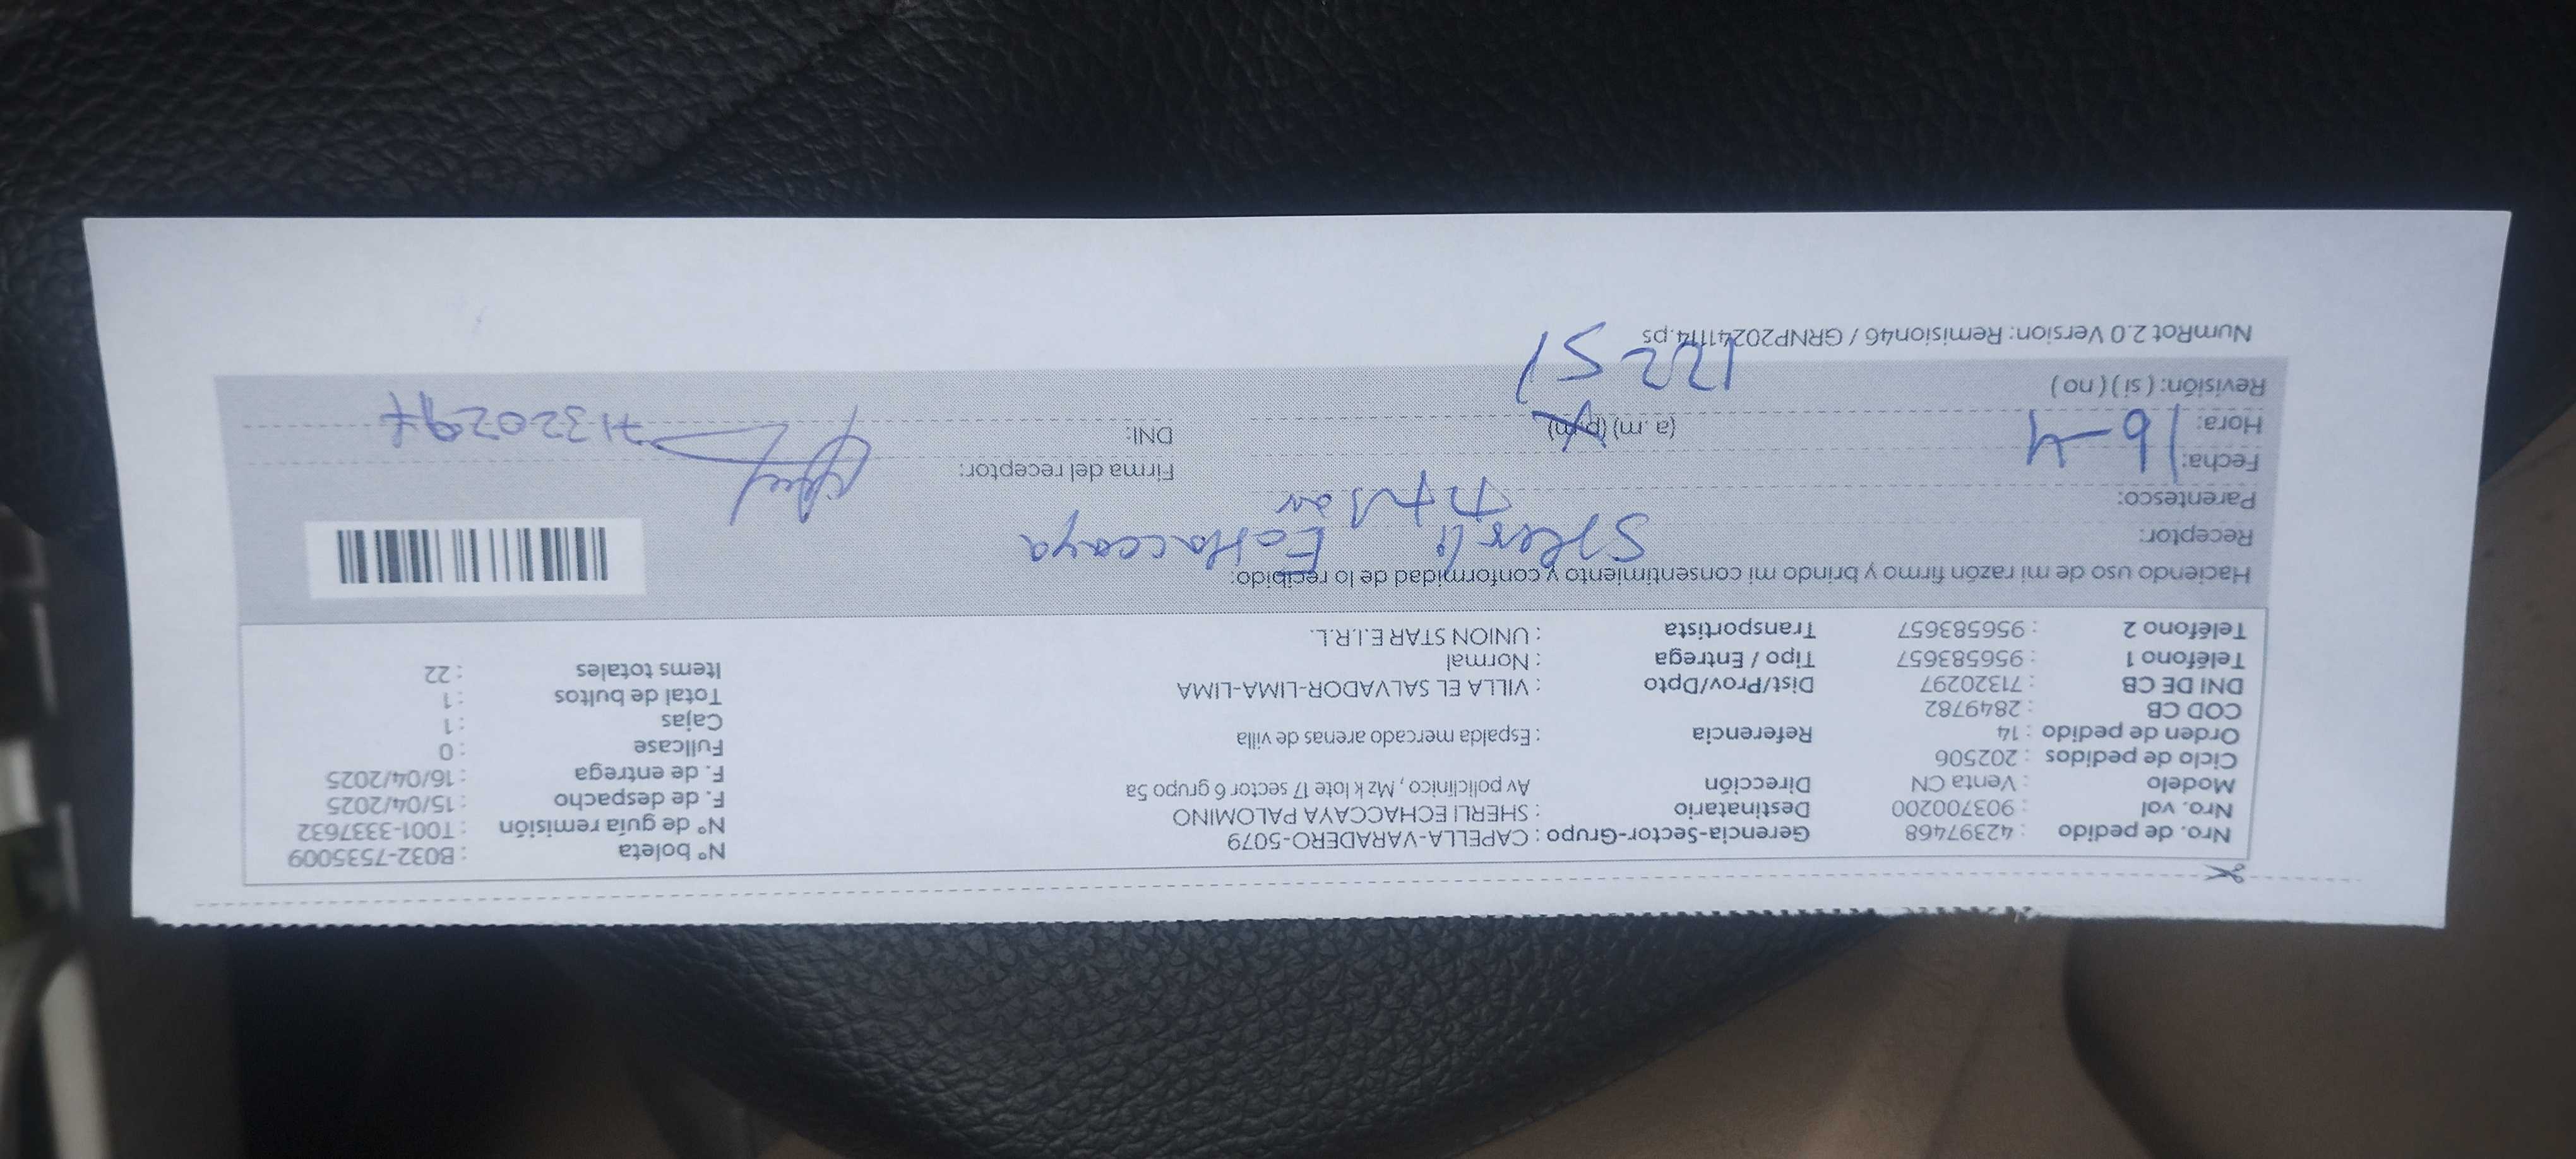 Nro. de pedido : 42397468 Gerencia-Sector-Grupo : CAPELLA-VARADERO-5079 N° boleta : B032-7535009
Nro. val : 903700200 Destinatario : SHERLI ECHACCAYA PALOMINO N° de guía remisión : T001-3337632
Modelo : Venta CN Dirección Av policlinico , Mz k lote 17 sector 6 grupo 5a F. de despacho : 15/04/2025
Ciclo de pedidos : 202506 F. de entrega : 16/04/2025
Orden de pedido : 14 Referencia : Espalda mercado arenas de villa Fullcase : 0
COD CB : 2849782 Cajas : 1
DNI DE CB : 71320297 Dist/Prov/Dpto : VILLA EL SALVADOR-LIMA-LIMA Total de bultos : 1
Teléfono 1 : 956583657 Tipo / Entrega : Normal Items totales : 22
Teléfono 2 : 956583657 Transportista : UNION STAR E.I.R.L.
Haciendo uso de mi razón firmo y brindo mi consentimiento y conformidad de lo recibido:
Receptor: Sherli Echaccaya
Parentesco: Titular
Fecha: 16-4 Firma del receptor:
Hora: (a .m) (p.m) DNI: 71320297
Revisión: ( si ) ( no )
NumRot 2.0 Version: Remision46 / GRNP20241114.ps